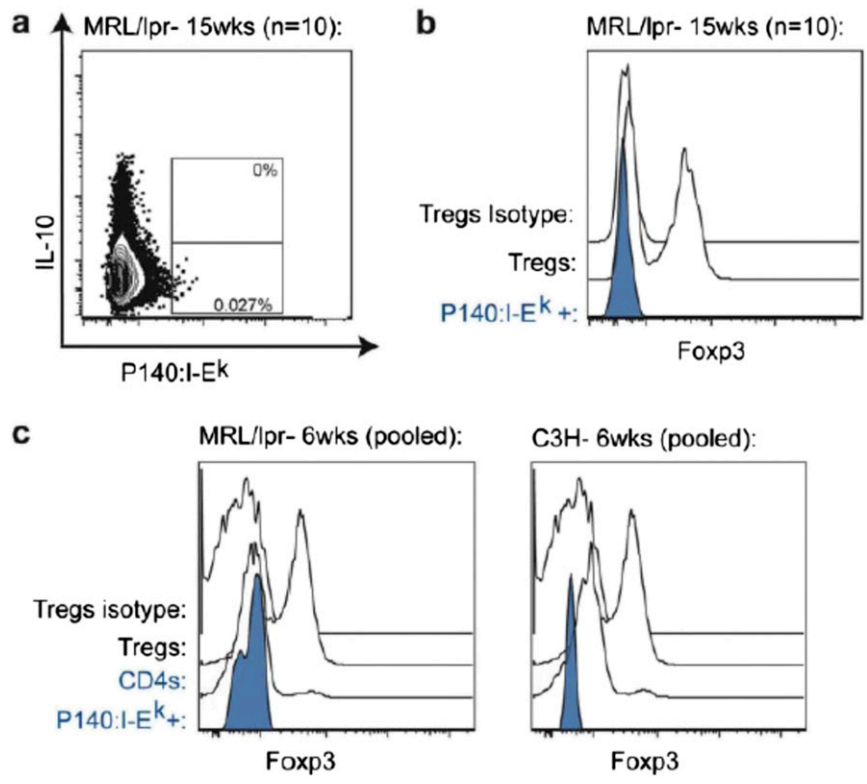 a
MRL/lpr- 15wks (n=10):
IL-10
0%
0.027%
P140:I-Ek
b
MRL/lpr- 15wks (n=10):
Tregs Isotype:
Tregs:
P140:I-Ek +:
Foxp3
c
MRL/lpr- 6wks (pooled):
C3H- 6wks (pooled):
Tregs isotype:
Tregs:
CD4s:
P140:I-Ek+:
Foxp3
Foxp3